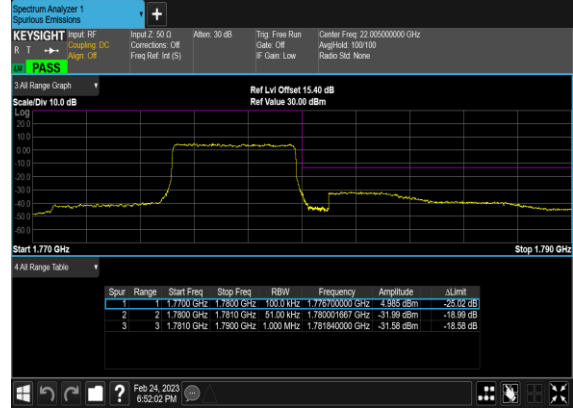 Spectrum Analyzer 1
Spurious Emissions
+
KEYSIGHT Input: RF Input Z: 50 Ω Atten: 30 dB Trig: Free Run Center Freq: 22.005000000 GHz
R T Coupling: DC Corrections: Off Gate: Off Avg|Hold: 100/100
Align: Off Freq Ref: Int (S) IF Gain: Low Radio Std: None
PASS
3 All Range Graph
Ref Lvl Offset 15.40 dB
Scale/Div 10.0 dB Ref Value 30.00 dBm
Log
20.0
10.0
0.00
-10.0
-20.0
-30.0
-40.0
-50.0
-60.0
Start 1.770 GHz Stop 1.790 GHz
4 All Range Table
Spur Range Start Freq Stop Freq RBW Frequency Amplitude ΔLimit
1 1 1.7700 GHz 1.7800 GHz 100.0 kHz 1.776700000 GHz 4.985 dBm -25.02 dB
2 2 1.7800 GHz 1.7810 GHz 51.00 kHz 1.780001667 GHz -31.99 dBm -18.99 dB
3 3 1.7810 GHz 1.7900 GHz 1.000 MHz 1.781840000 GHz -31.58 dBm -18.58 dB
? Feb 24, 2023
6:52:02 PM